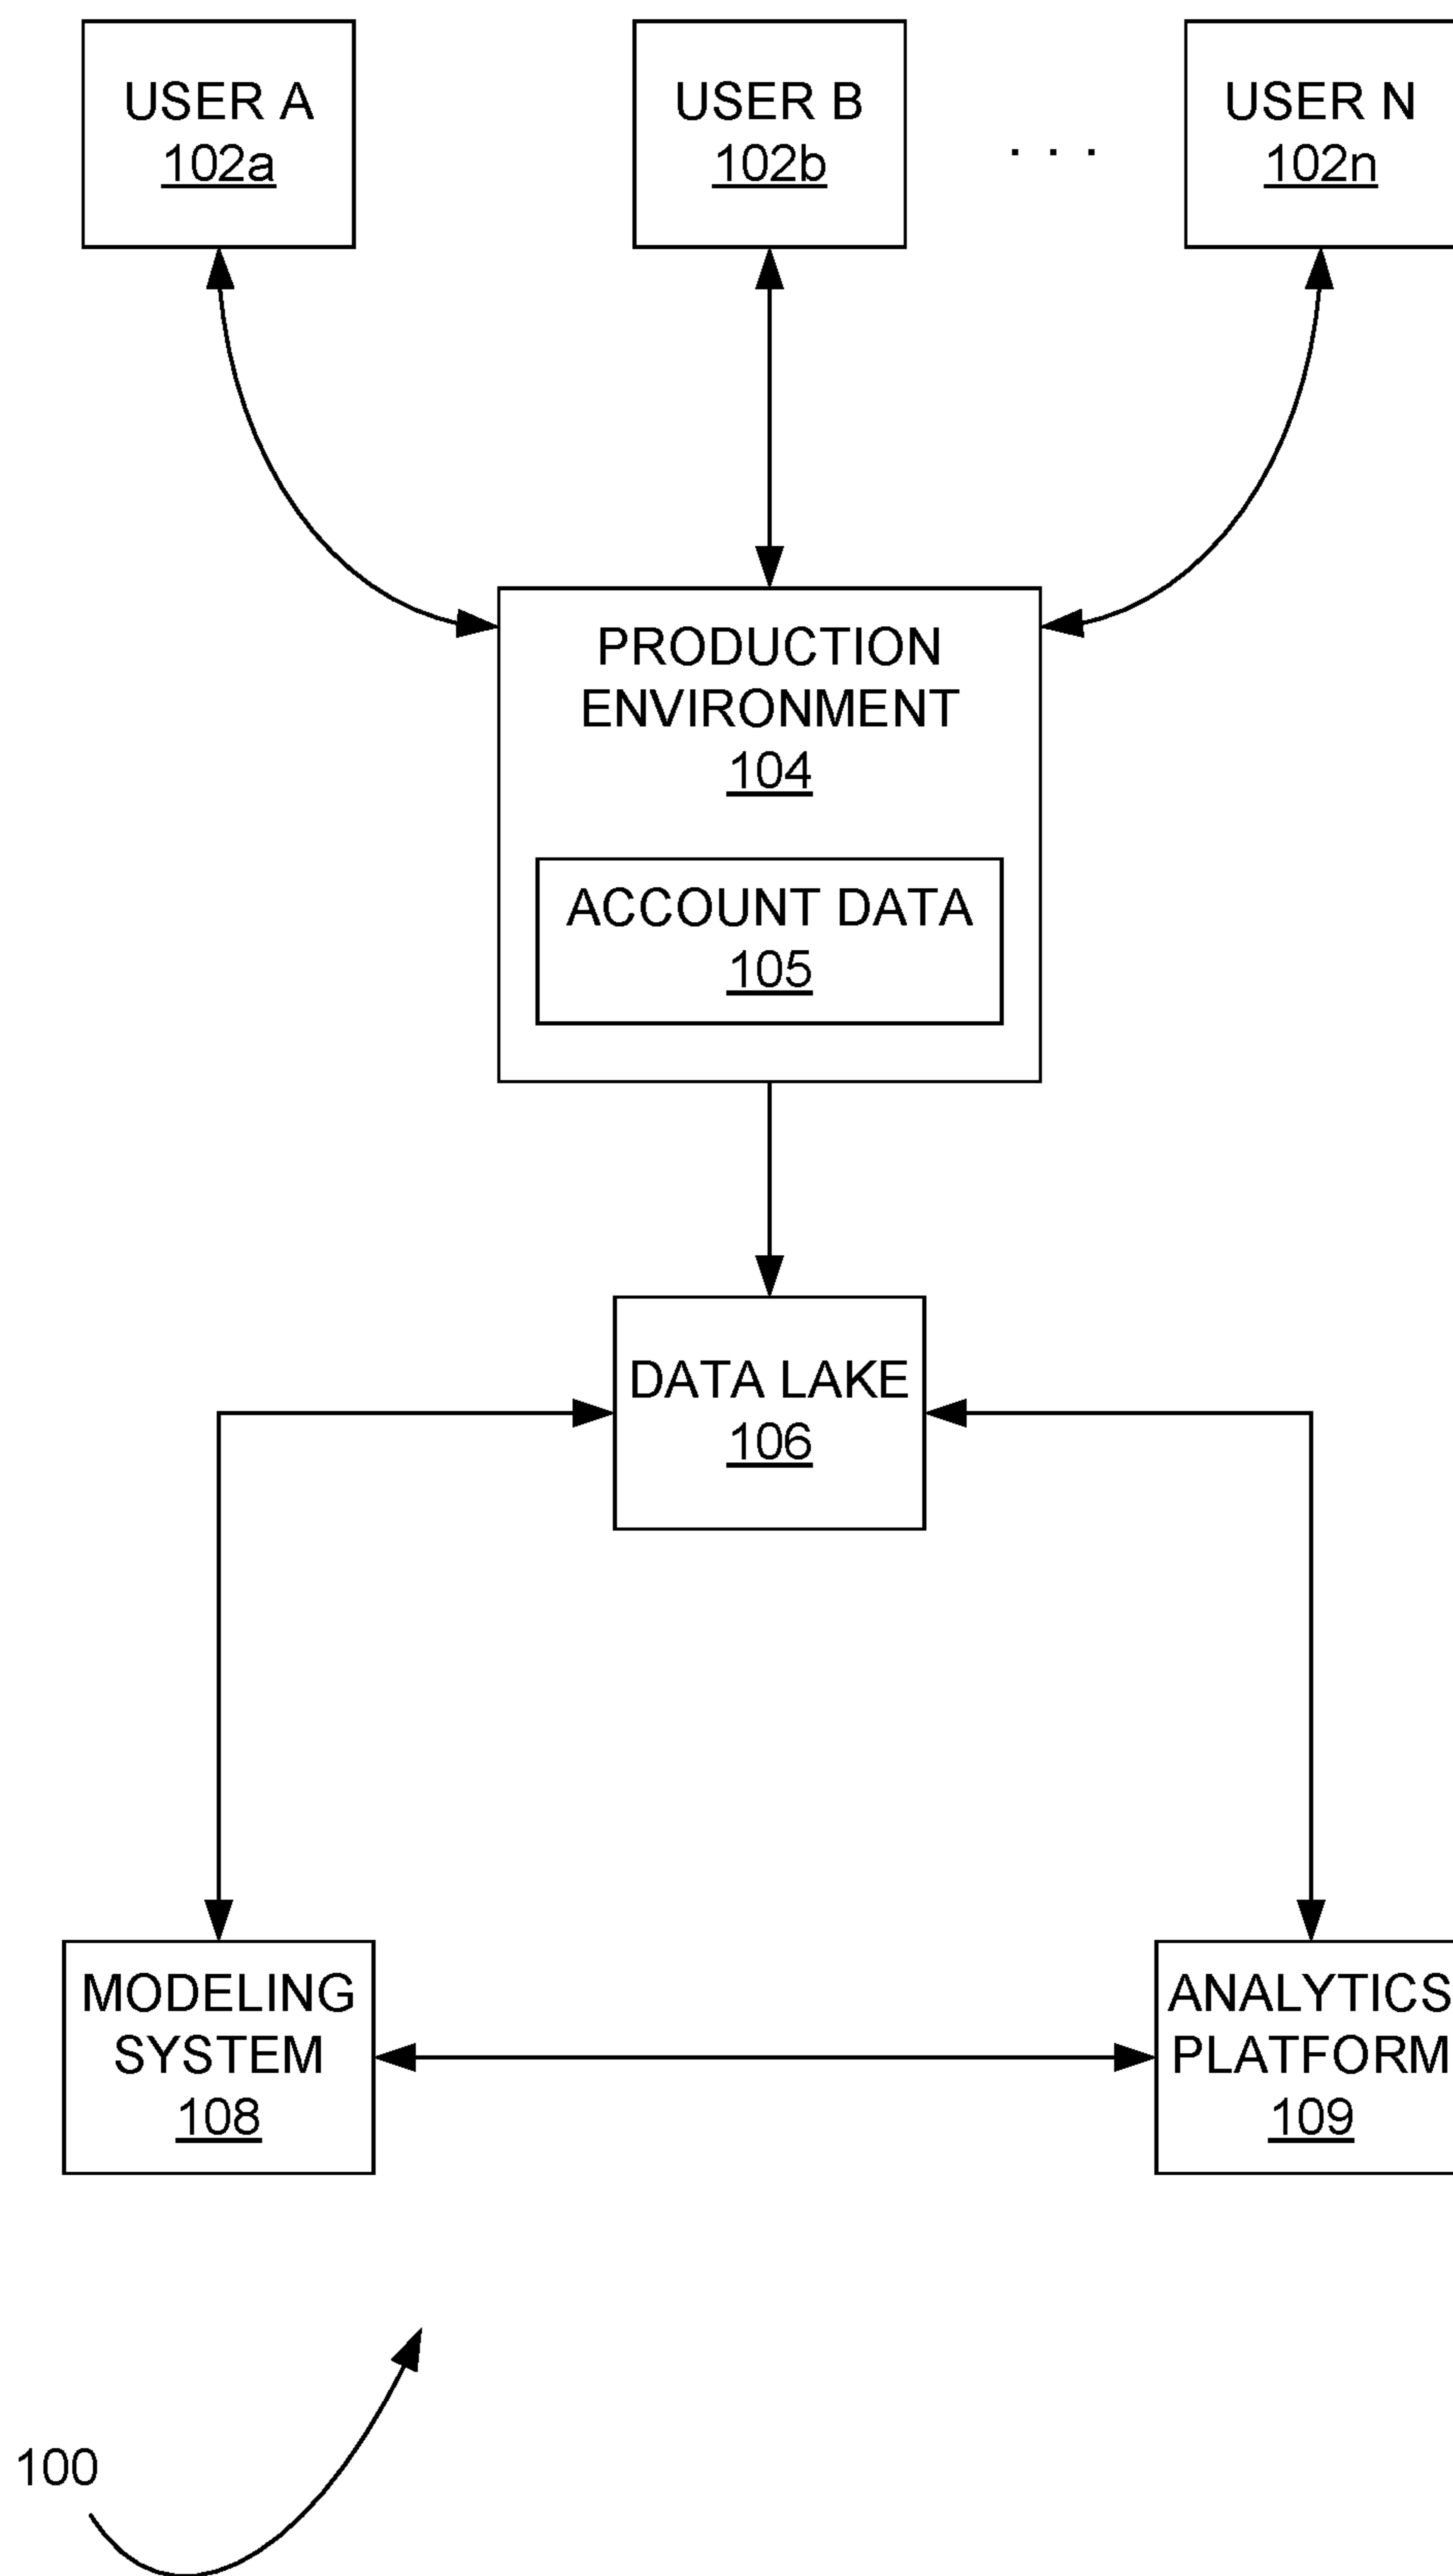 USER A
102a
USER B
102b
. . .
USER N
102n
PRODUCTION
ENVIRONMENT
104
ACCOUNT DATA
105
DATA LAKE
106
MODELING
SYSTEM
108
ANALYTICS
PLATFORM
109
100